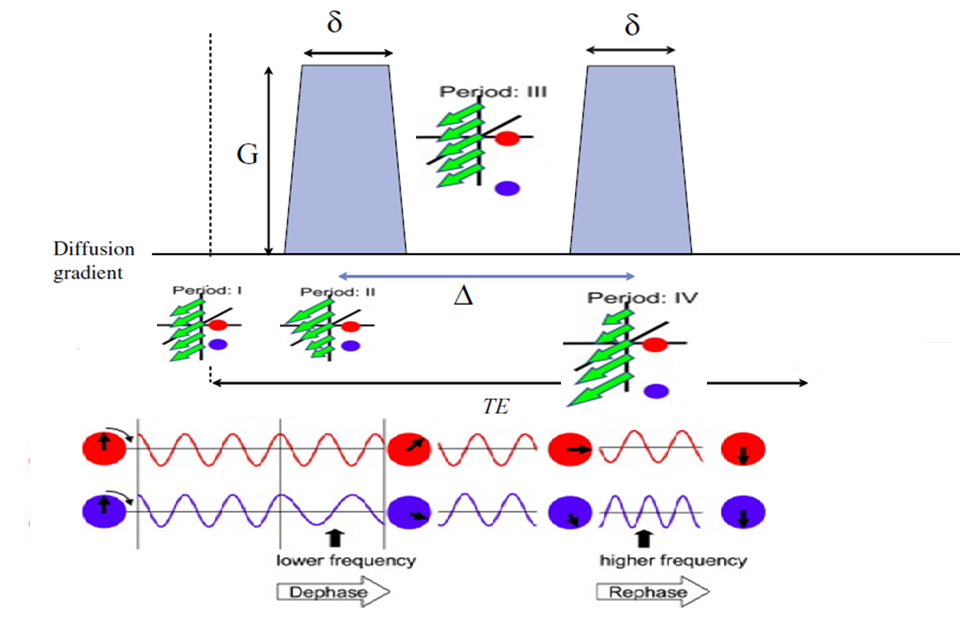 δ
δ
Period: III
G
Diffusion
gradient
Period: I
Period: II
Δ
Period: IV
TE
lower frequency
higher frequency
Dephase
Rephase